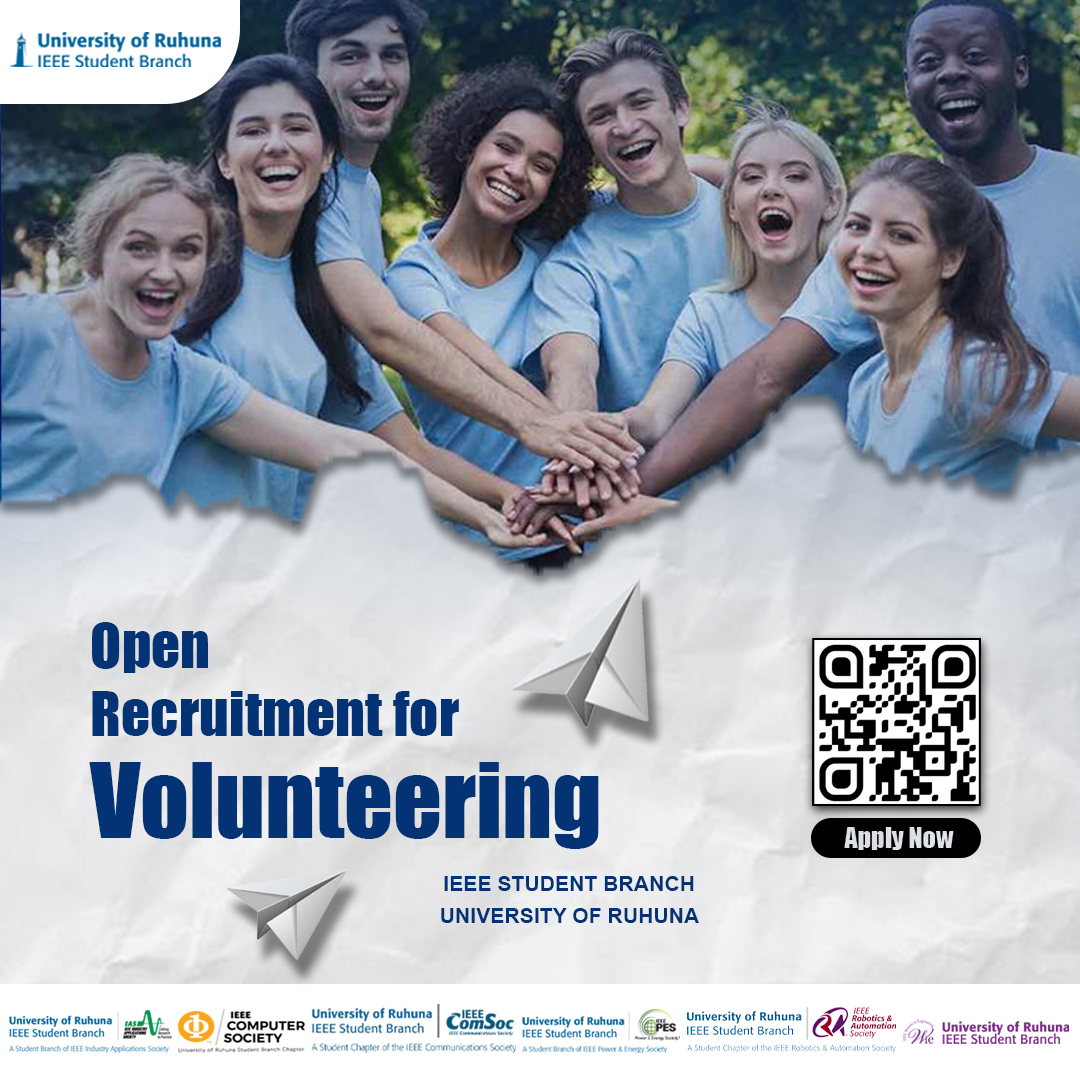 University of Ruhuna
IEEE Student Branch
Open
Recruitment for
Volunteering
Apply Now
IEEE STUDENT BRANCH
UNIVERSITY OF RUHUNA
University of Ruhuna
IEEE Student Branch
A Student Branch of IEEE Industry Applications Society
IAS
IEEE
COMPUTER
SOCIETY
University of Ruhuna Student Branch Chapter
University of Ruhuna
IEEE Student Branch
A Student Chapter of the IEEE Communications Society
IEEE
ComSoc
IEEE Communications Society
University of Ruhuna
IEEE Student Branch
A Student Branch of IEEE Power & Energy Society
IEEE
PES
Power & Energy Society
University of Ruhuna
IEEE Student Branch
A Student Chapter of the IEEE Robotics & Automation Society
IEEE
Robotics &
Automation
Society
University of Ruhuna
IEEE Student Branch